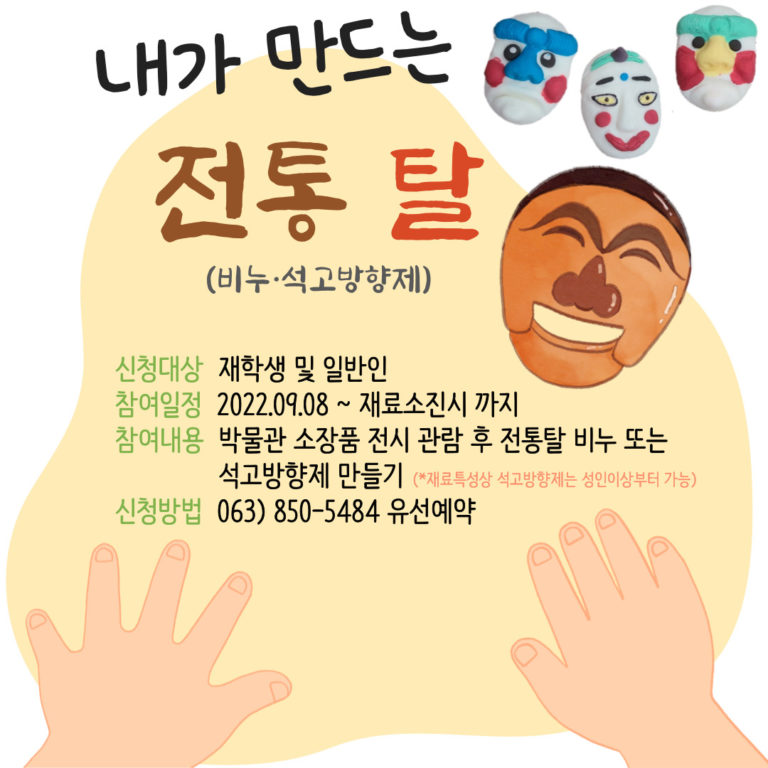 내가 만드는
전통 탈
(비누·석고방향제)
신청대상 재학생 및 일반인
참여일정 2022.09.08 ~ 재료소진시 까지
참여내용 박물관 소장품 전시 관람 후 전통탈 비누 또는
석고방향제 만들기 (*재료특성상 석고방향제는 성인이상부터 가능)
신청방법 063) 850-5484 유선예약